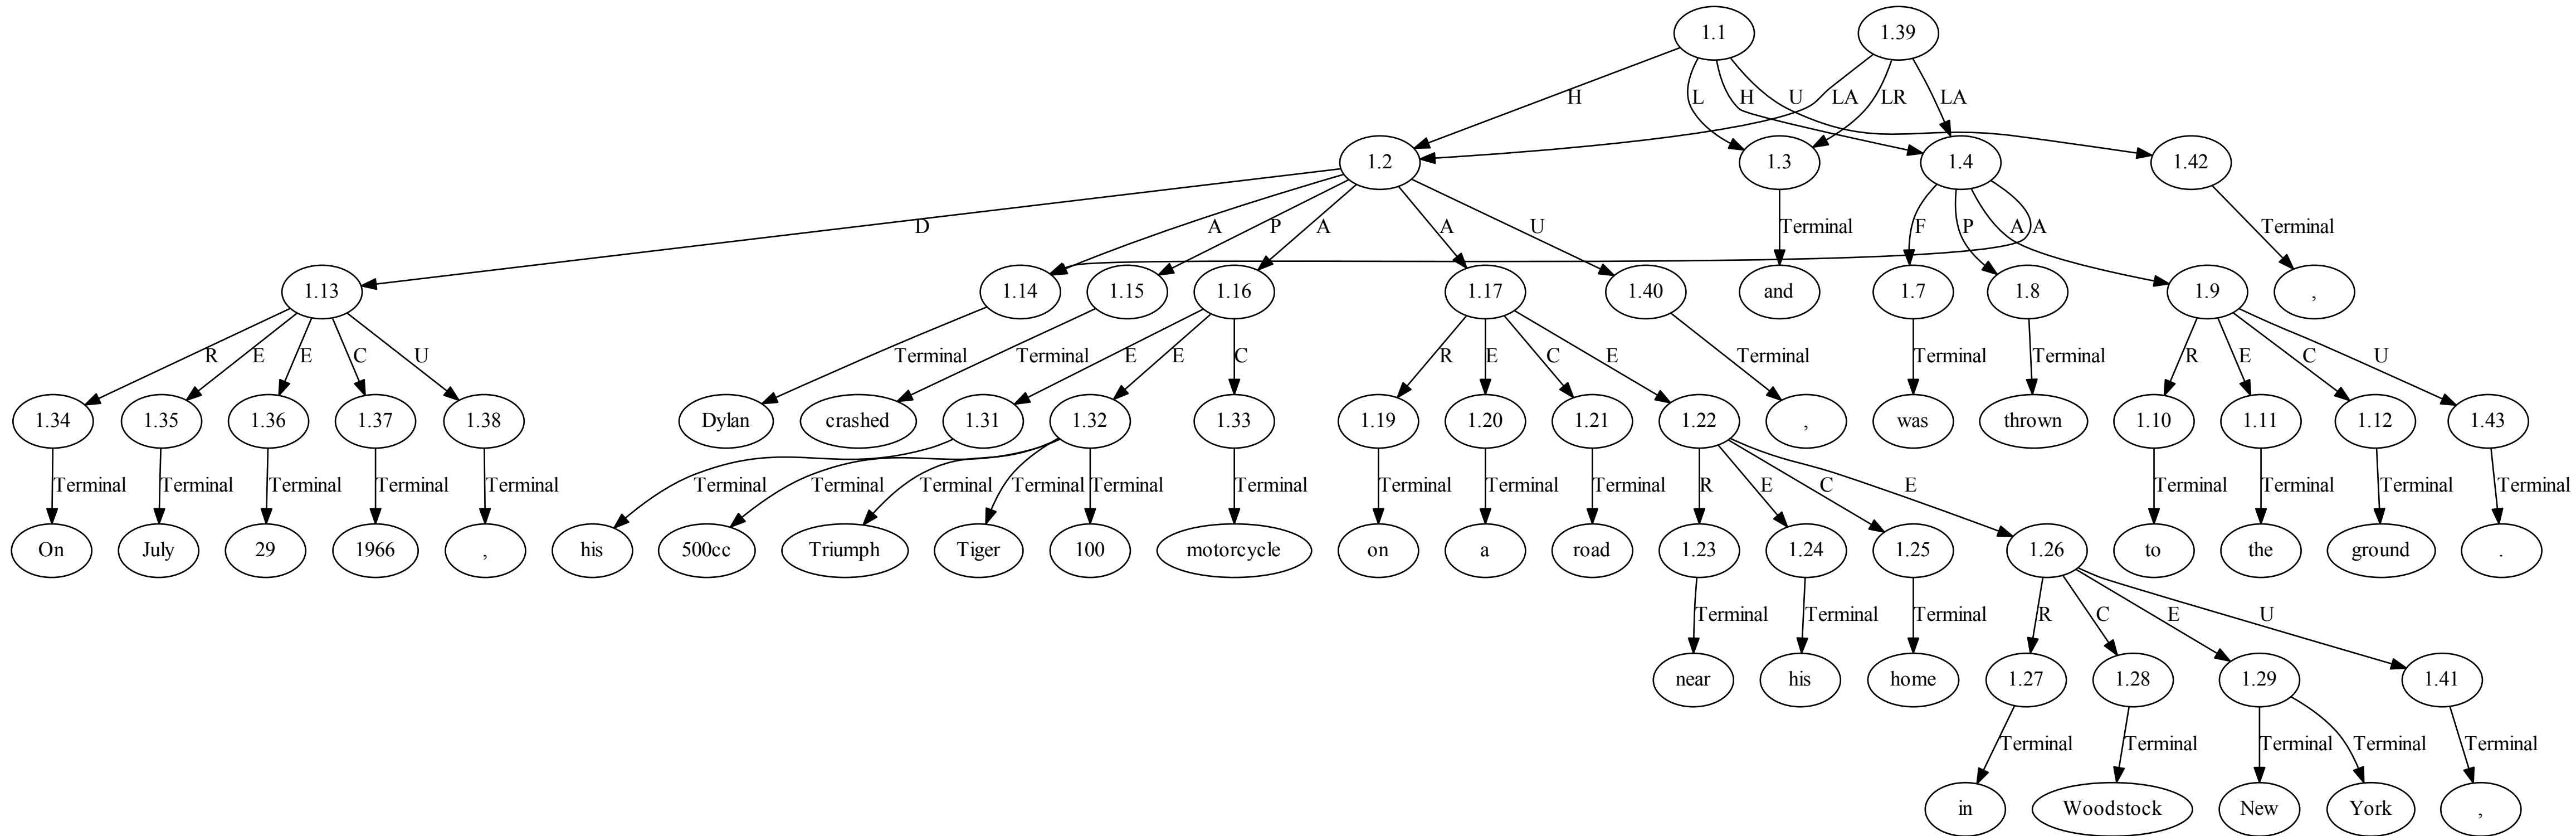 1.1 1.39
H L H U LA LR LA
1.2 1.3 1.4 1.42
D A P A A U Terminal F P A A Terminal
1.13 1.14 1.15 1.16 1.17 1.40 and 1.7 1.8 1.9 ,
R E E C U Terminal Terminal E E C R E C E Terminal Terminal Terminal R E C U
1.34 1.35 1.36 1.37 1.38 Dylan crashed 1.31 1.32 1.33 1.19 1.20 1.21 1.22 , was thrown 1.10 1.11 1.12 1.43
Terminal Terminal Terminal Terminal Terminal Terminal Terminal Terminal Terminal Terminal Terminal Terminal Terminal Terminal R E C E Terminal Terminal Terminal Terminal
On July 29 1966 , his 500cc Triumph Tiger 100 motorcycle on a road 1.23 1.24 1.25 1.26 to the ground .
Terminal Terminal Terminal R C E U
near his home 1.27 1.28 1.29 1.41
Terminal Terminal Terminal Terminal Terminal
in Woodstock New York ,